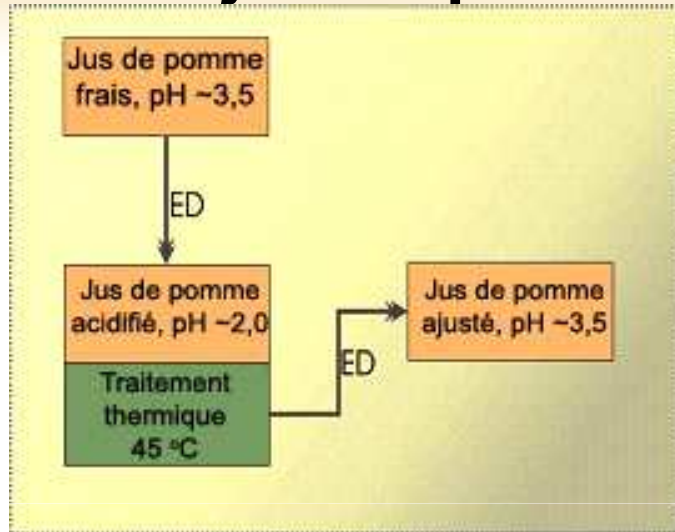 Jus de pomme
frais, pH ~3,5
ED
Jus de pomme
acidifié, pH ~2,0
Traitement
thermique
45 °C
ED
Jus de pomme
ajusté, pH ~3,5